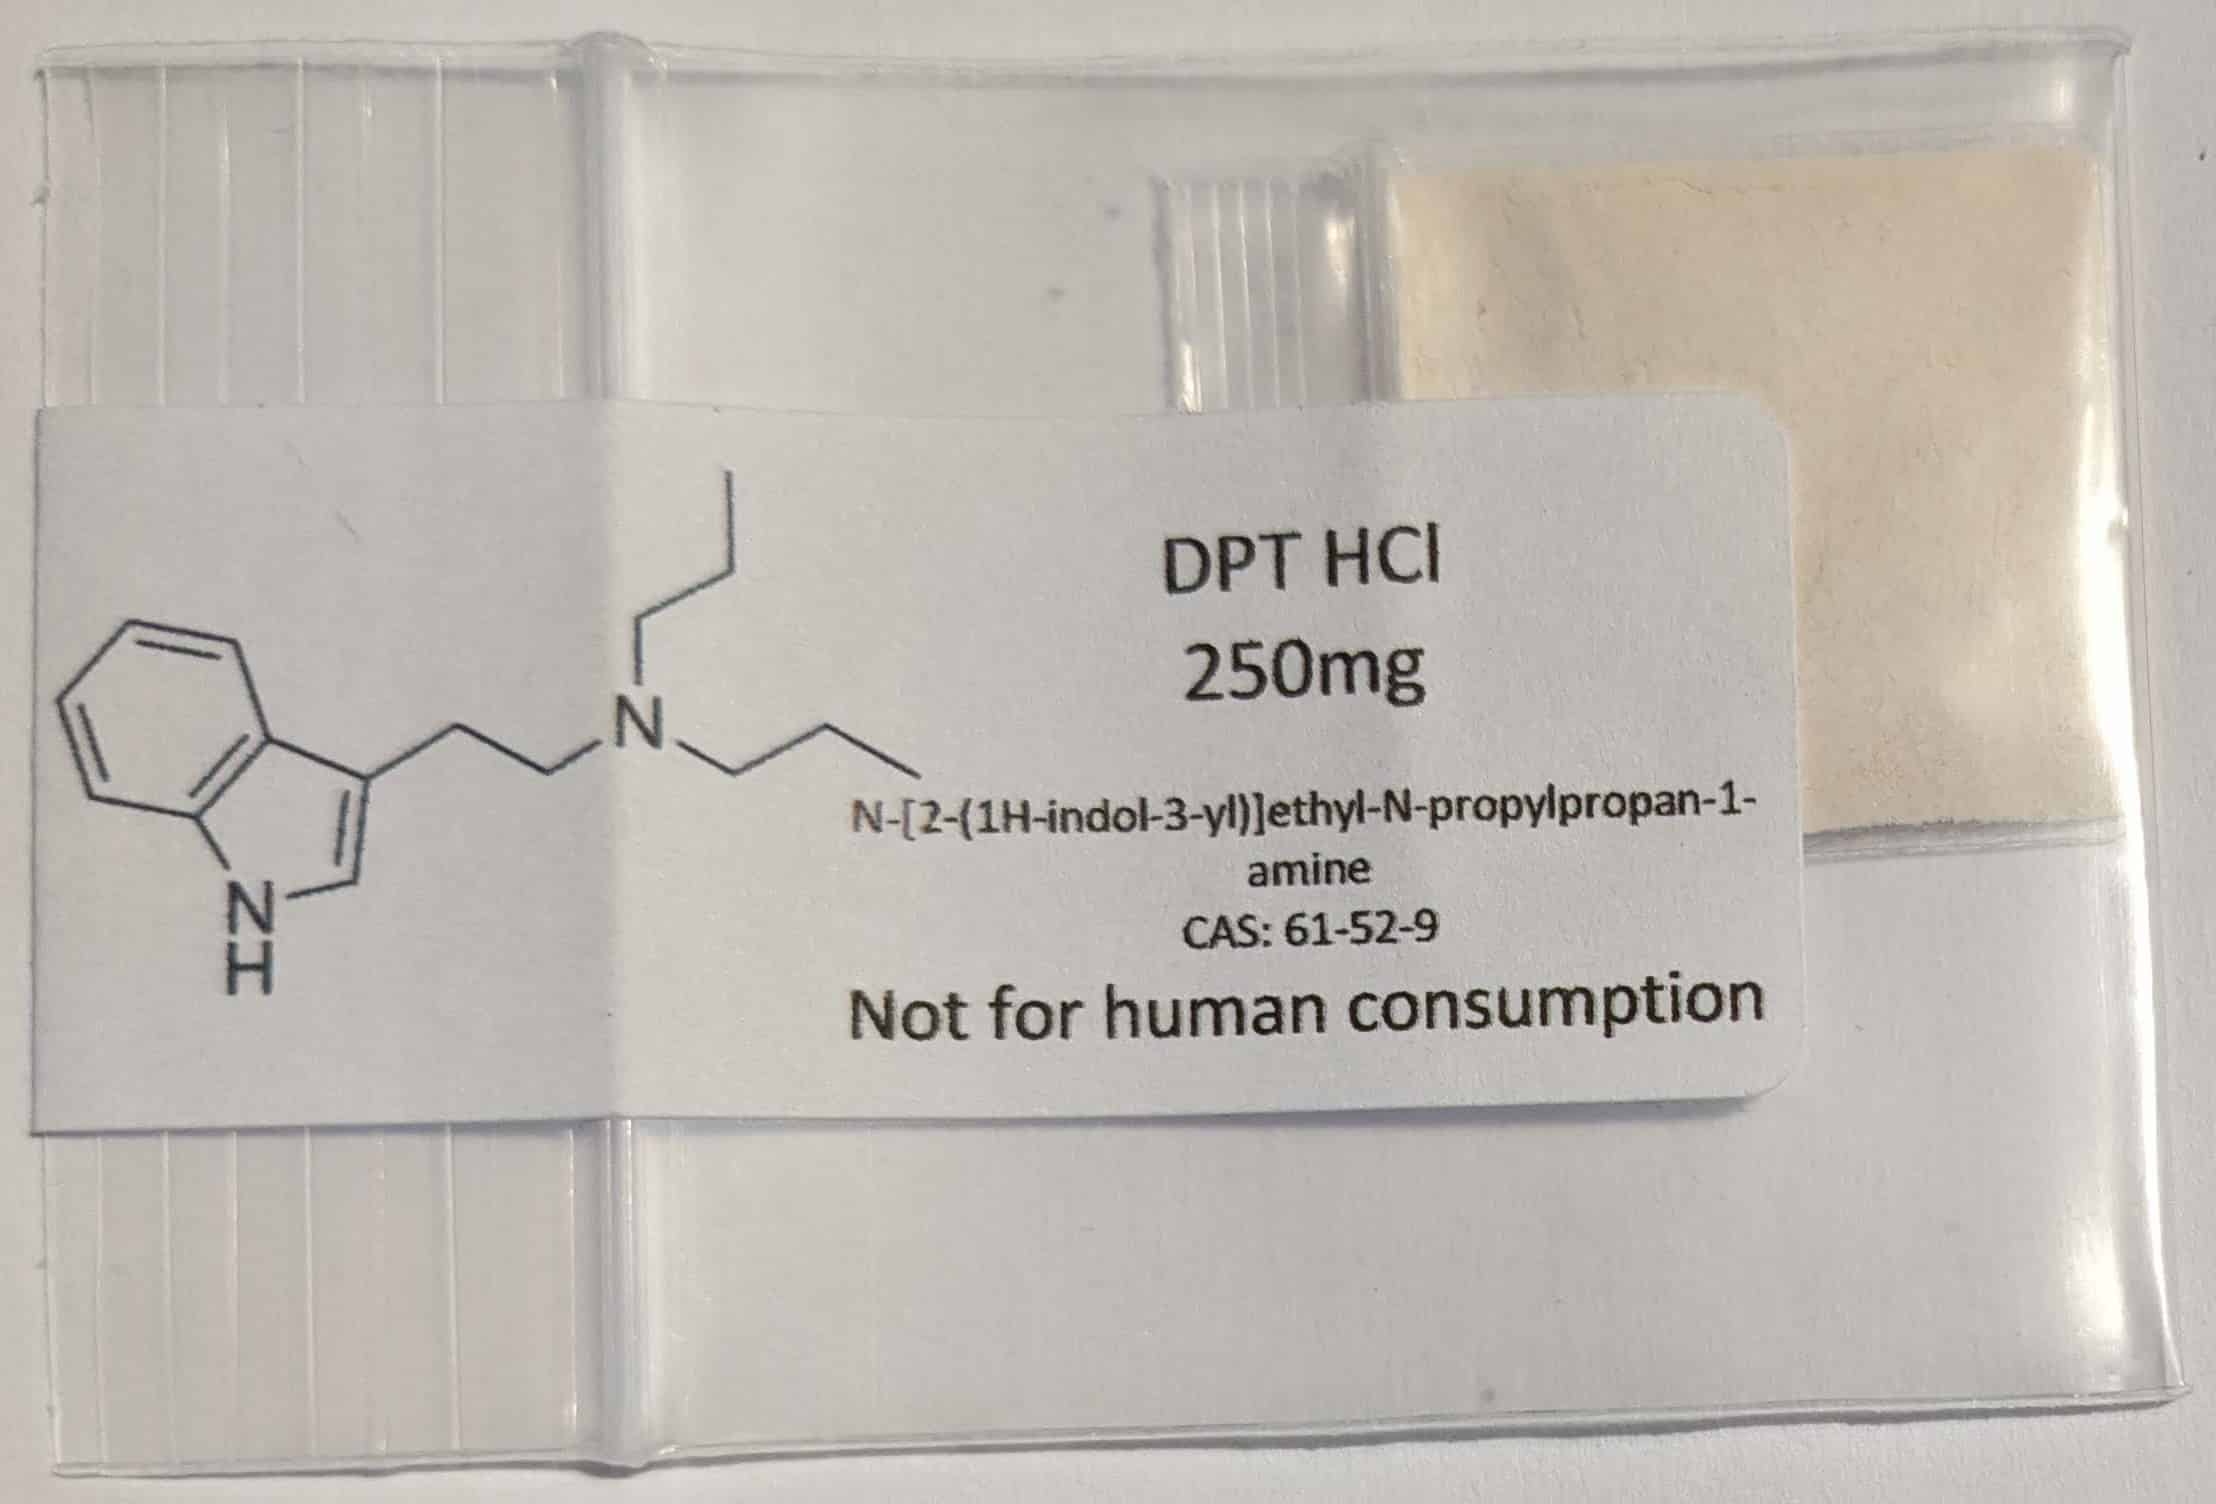 DPT HCl
250mg
N-[2-(1H-indol-3-yl)]ethyl-N-propylpropan-1-
amine
CAS: 61-52-9
Not for human consumption
N
N
H